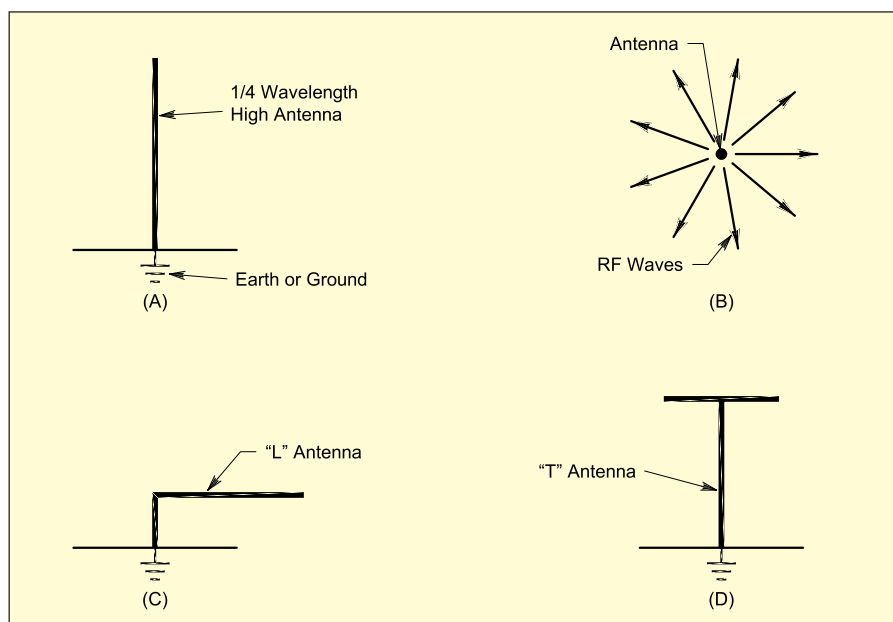 1/4 Wavelength
High Antenna
Earth or Ground
(A)
Antenna
RF Waves
(B)
“L” Antenna
(C)
“T” Antenna
(D)